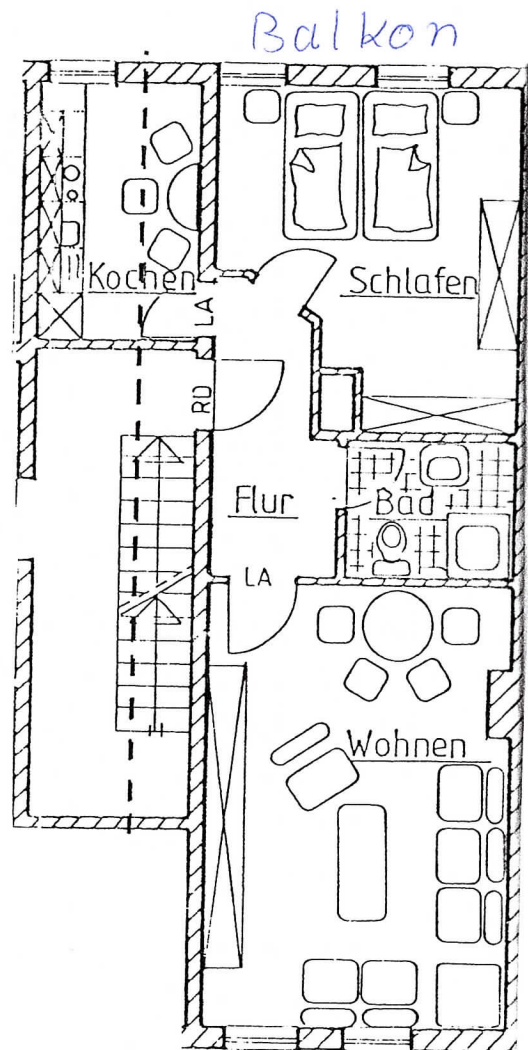 Balkon
Kochen
LA
Schlafen
RD
Flur
Bad
LA
Wohnen